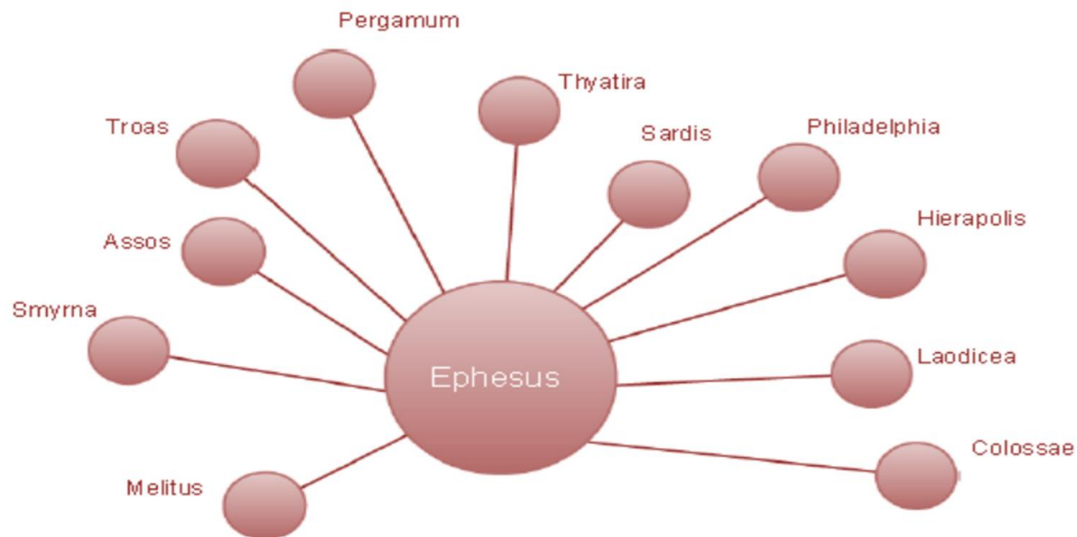 Pergamum
Thyatira
Troas
Sardis
Philadelphia
Hierapolis
Assos
Smyrna
Laodicea
Ephesus
Colossae
Melitus